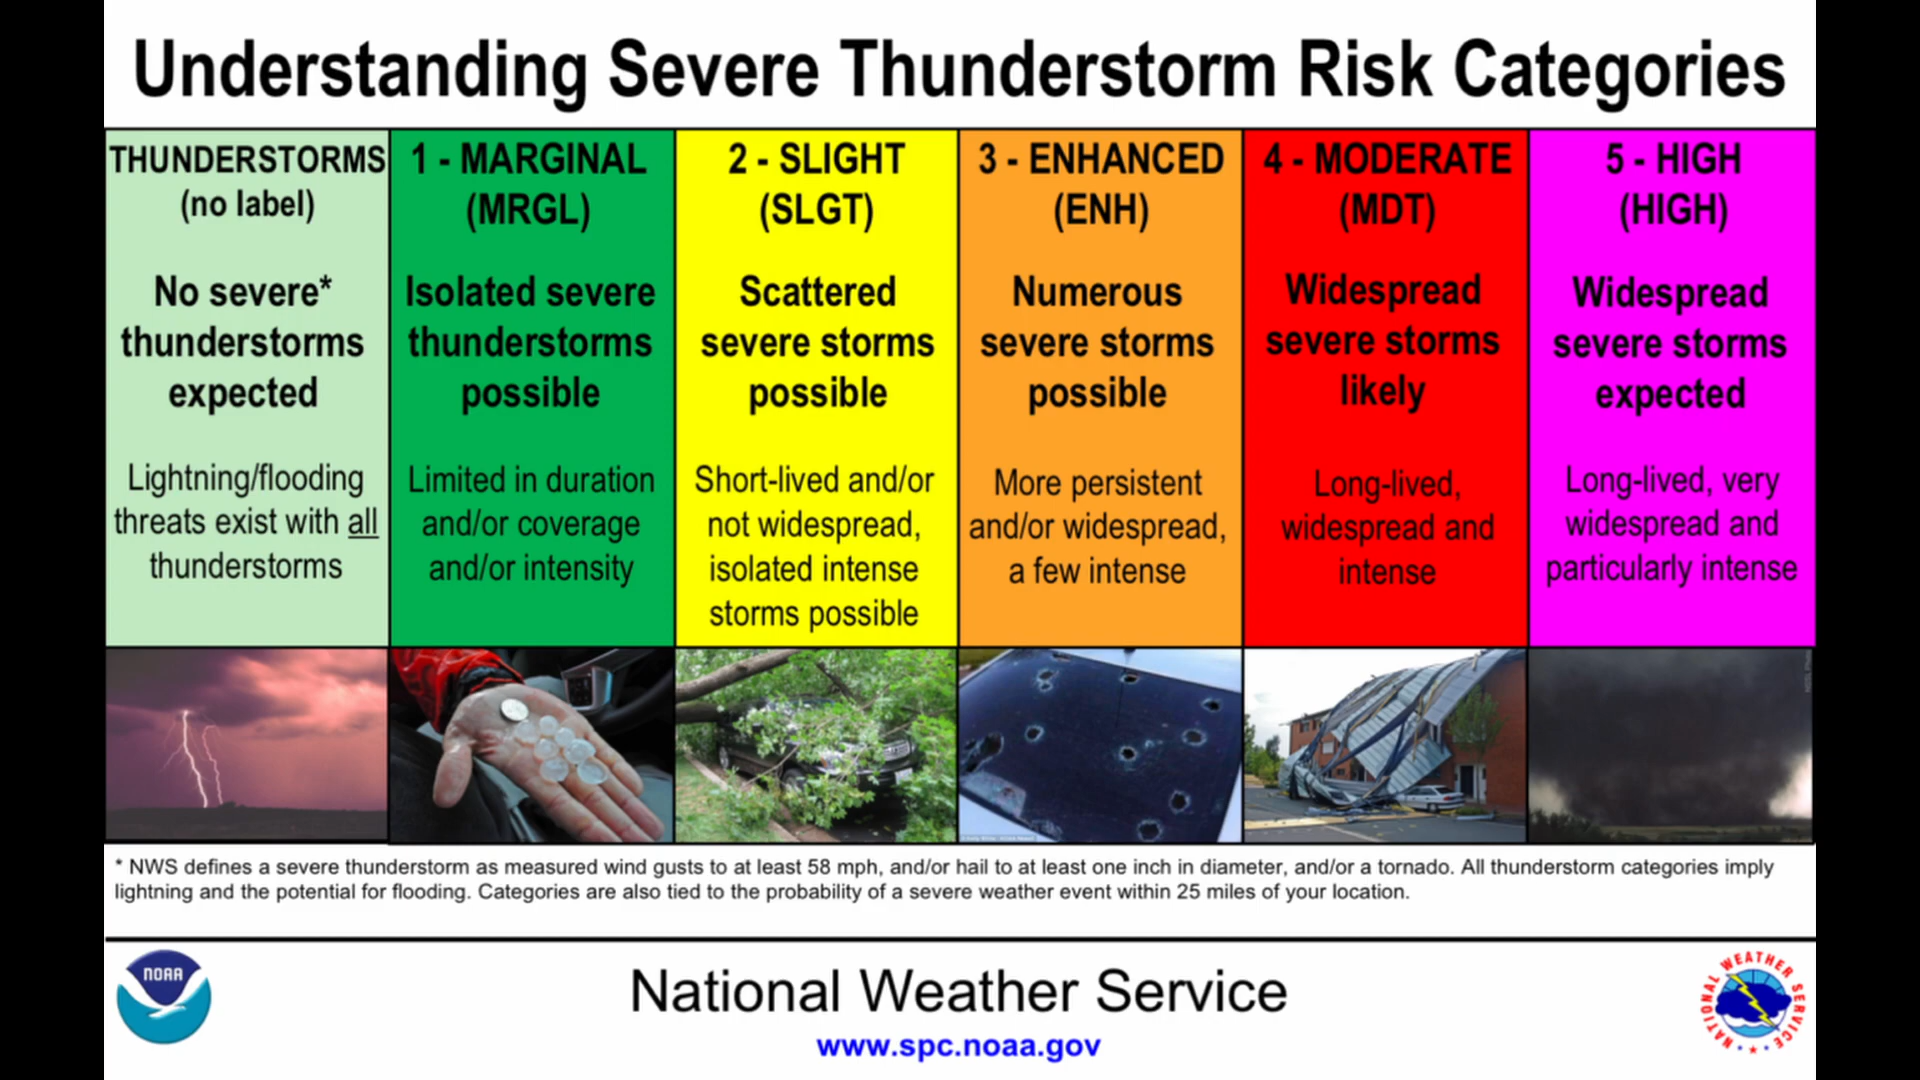 Understanding Severe Thunderstorm Risk Categories
THUNDERSTORMS
(no label)
No severe*
thunderstorms
expected
Lightning/flooding
threats exist with all
thunderstorms
1 - MARGINAL
(MRGL)
Isolated severe
thunderstorms
possible
Limited in duration
and/or coverage
and/or intensity
2 - SLIGHT
(SLGT)
Scattered
severe storms
possible
Short-lived and/or
not widespread,
isolated intense
storms possible
3 - ENHANCED
(ENH)
Numerous
severe storms
possible
More persistent
and/or widespread,
a few intense
4 - MODERATE
(MDT)
Widespread
severe storms
likely
Long-lived,
widespread and
intense
5 - HIGH
(HIGH)
Widespread
severe storms
expected
Long-lived, very
widespread and
particularly intense
* NWS defines a severe thunderstorm as measured wind gusts to at least 58 mph, and/or hail to at least one inch in diameter, and/or a tornado. All thunderstorm categories imply
lightning and the potential for flooding. Categories are also tied to the probability of a severe weather event within 25 miles of your location.
NOAA
National Weather Service
www.spc.noaa.gov
NATIONAL WEATHER SERVICE